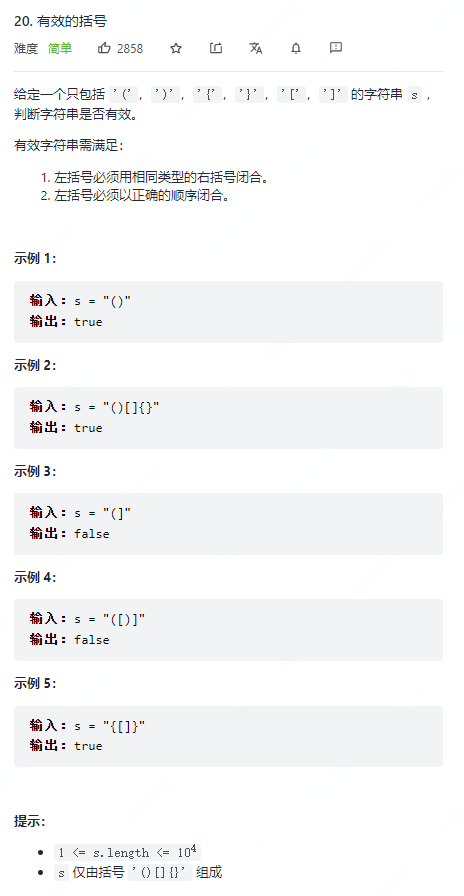 20. 有效的括号
难度 简单 2858
给定一个只包括 '(', ')', '{', '}', '[', ']' 的字符串 s ，
判断字符串是否有效。
有效字符串需满足：
1. 左括号必须用相同类型的右括号闭合。
2. 左括号必须以正确的顺序闭合。
示例 1：
输入：s = "()"
输出：true
示例 2：
输入：s = "()[]{}"
输出：true
示例 3：
输入：s = "(]"
输出：false
示例 4：
输入：s = "([)]"
输出：false
示例 5：
输入：s = "{[]}"
输出：true
提示：
1 <= s.length <= 10⁴
s 仅由括号 '()[]{}' 组成